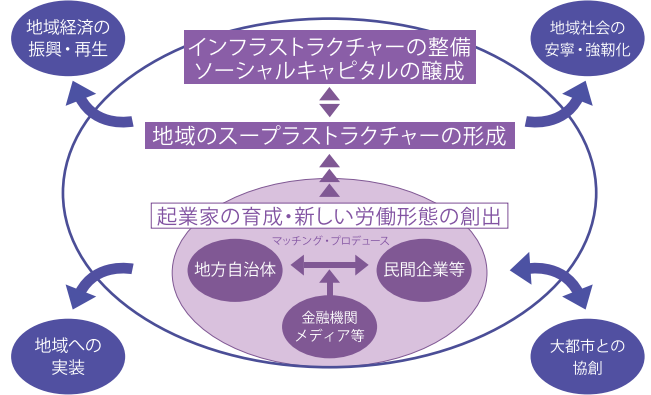 地域経済の
振興・再生
地域社会の
安寧・強靭化
インフラストラクチャーの整備
ソーシャルキャピタルの醸成
地域のスープラストラクチャーの形成
起業家の育成・新しい労働形態の創出
マッチング・プロデュース
地方自治体
民間企業等
金融機関
メディア等
地域への
実装
大都市との
協創